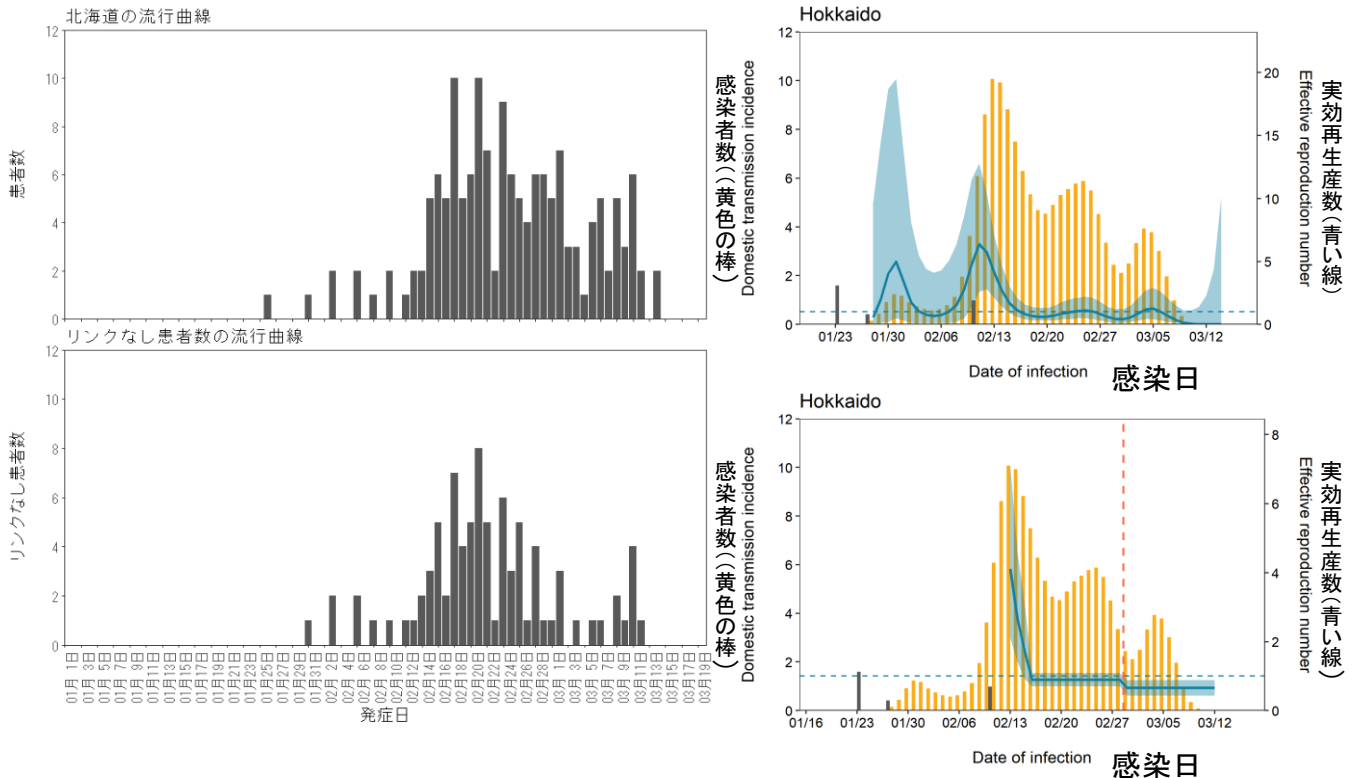 北海道の流行曲線
患者数
12
10
8
6
4
2
0
リンクなし患者数の流行曲線
リンクなし患者数
12
10
8
6
4
2
0
01月 1日
01月 3日
01月 5日
01月 7日
01月 9日
01月11日
01月13日
01月15日
01月17日
01月19日
01月21日
01月23日
01月25日
01月27日
01月29日
01月31日
02月 2日
02月 4日
02月 6日
02月 8日
02月10日
02月12日
02月14日
02月16日
02月18日
02月20日
02月22日
02月24日
02月26日
02月28日
03月 1日
03月 3日
03月 5日
03月 7日
03月 9日
03月11日
03月13日
03月15日
03月17日
03月19日
発症日
Hokkaido
感染者数((黄色の棒)
Domestic transmission incidence
12
10
8
6
4
2
0
20
15
10
5
0
Effective reproduction number
実効再生産数(青い線)
01/23 01/30 02/06 02/13 02/20 02/27 03/05 03/12
Date of infection 感染日
Hokkaido
感染者数((黄色の棒)
Domestic transmission incidence
12
10
8
6
4
2
0
8
6
4
2
0
Effective reproduction number
実効再生産数(青い線)
01/16 01/23 01/30 02/06 02/13 02/20 02/27 03/05 03/12
Date of infection 感染日